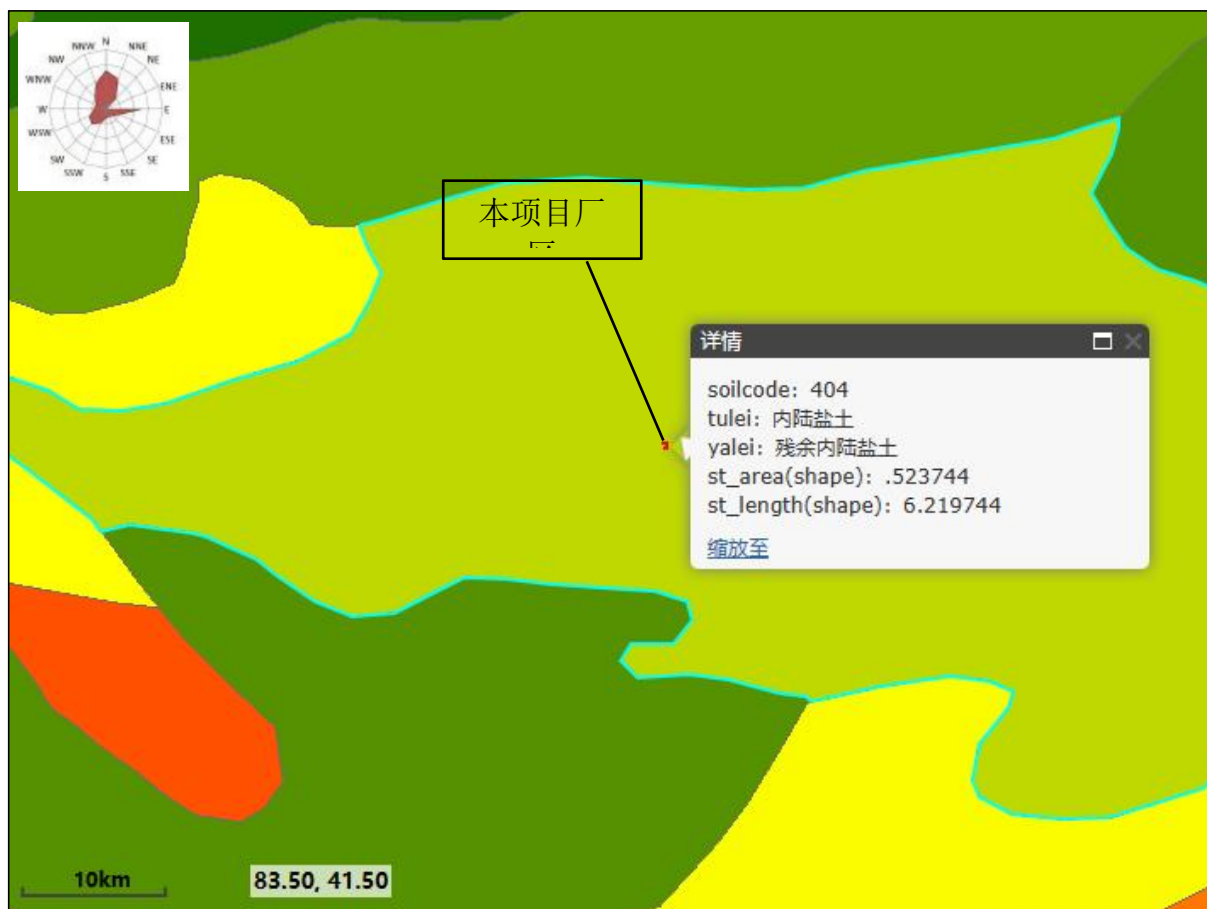 N
NNW
NNE
NW
NE
WNW
ENE
W
E
WSW
ESE
SW
SE
SSW
SSE
S
本项目厂
详情
soilcode: 404
tulei: 内陆盐土
yalei: 残余内陆盐土
st_area(shape): .523744
st_length(shape): 6.219744
缩放至
10km
83.50, 41.50